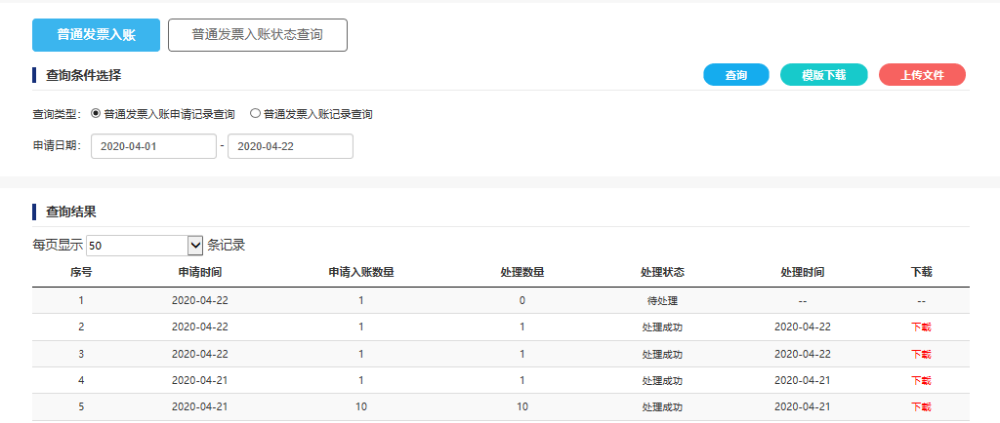 普通发票入账 普通发票入账状态查询
查询条件选择 查询 模版下载 上传文件
查询类型: 普通发票入账申请记录查询 普通发票入账记录查询
申请日期: 2020-04-01 - 2020-04-22
查询结果
每页显示 50 条记录
序号 申请时间 申请入账数量 处理数量 处理状态 处理时间 下载
1 2020-04-22 1 0 待处理 -- --
2 2020-04-22 1 1 处理成功 2020-04-22 下载
3 2020-04-22 1 1 处理成功 2020-04-22 下载
4 2020-04-21 1 1 处理成功 2020-04-21 下载
5 2020-04-21 10 10 处理成功 2020-04-21 下载